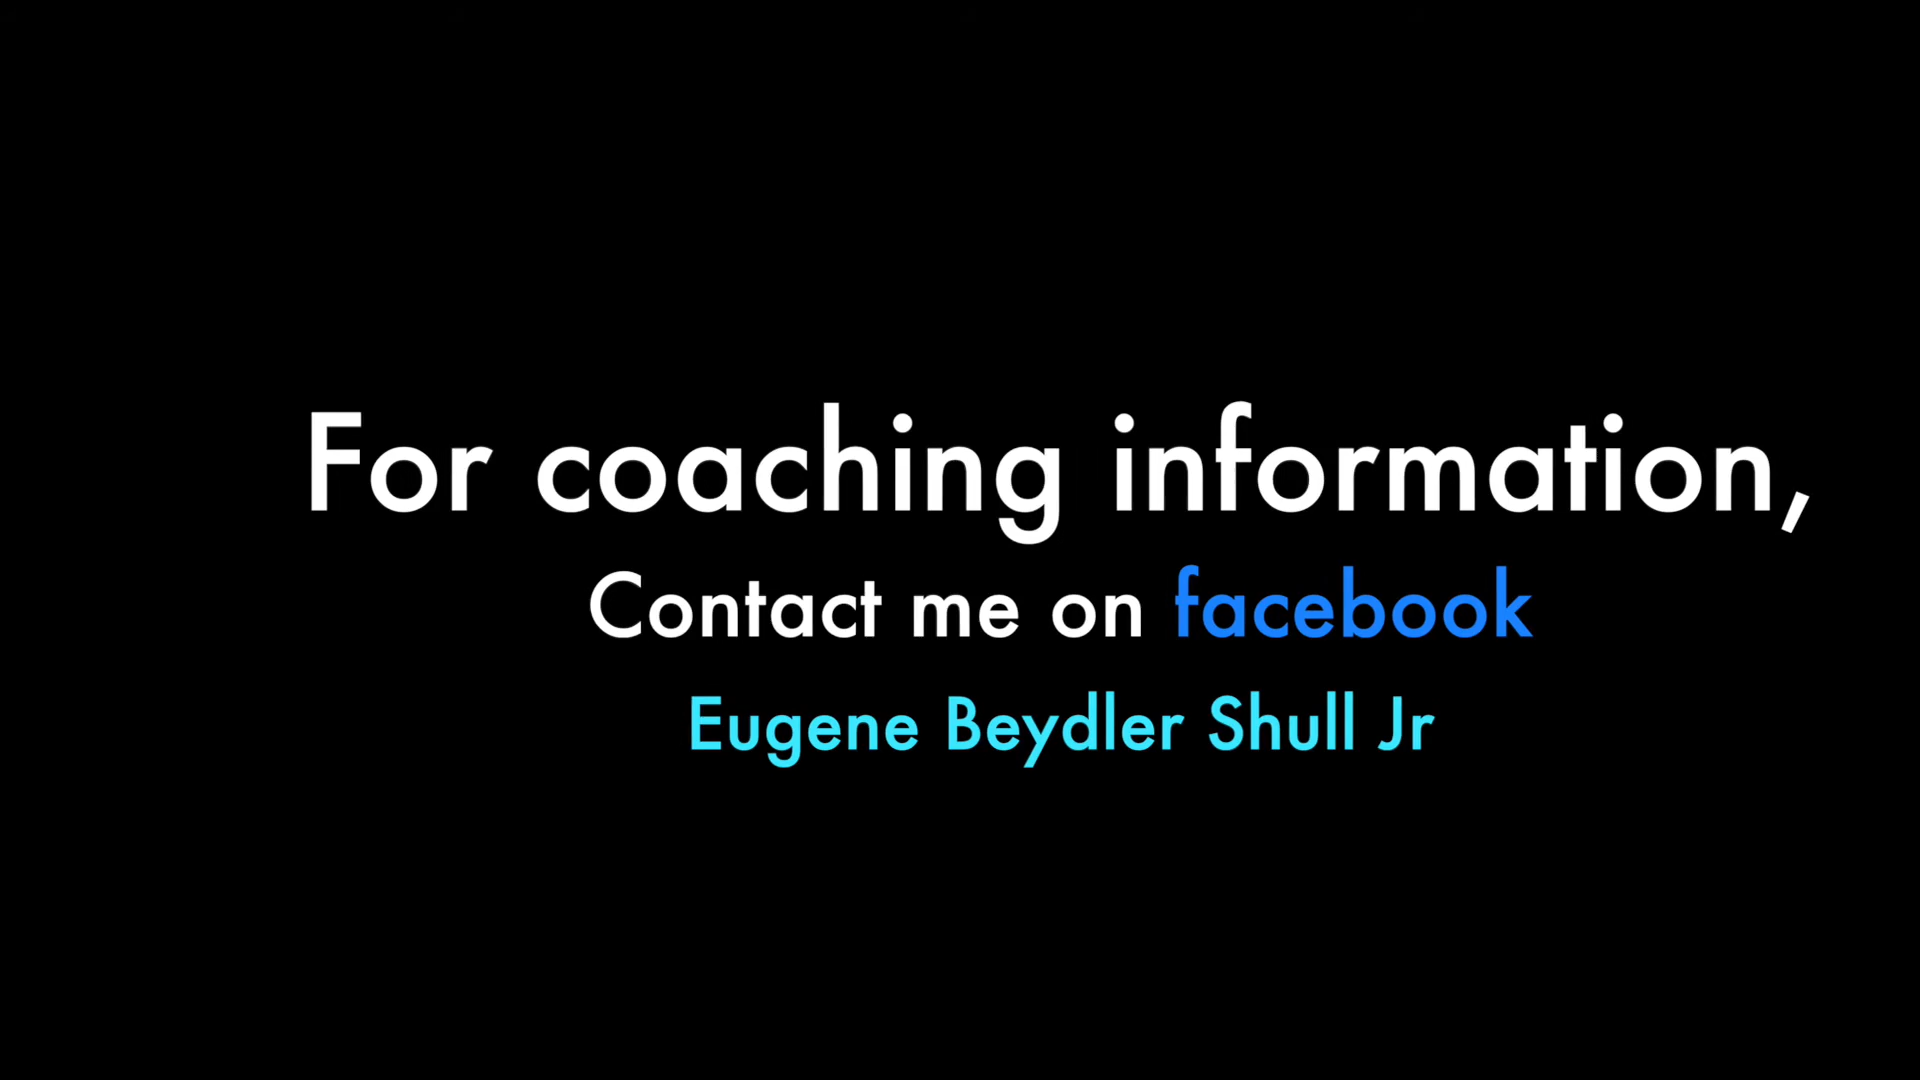 For coaching information,
Contact me on facebook
Eugene Beydler Shull Jr